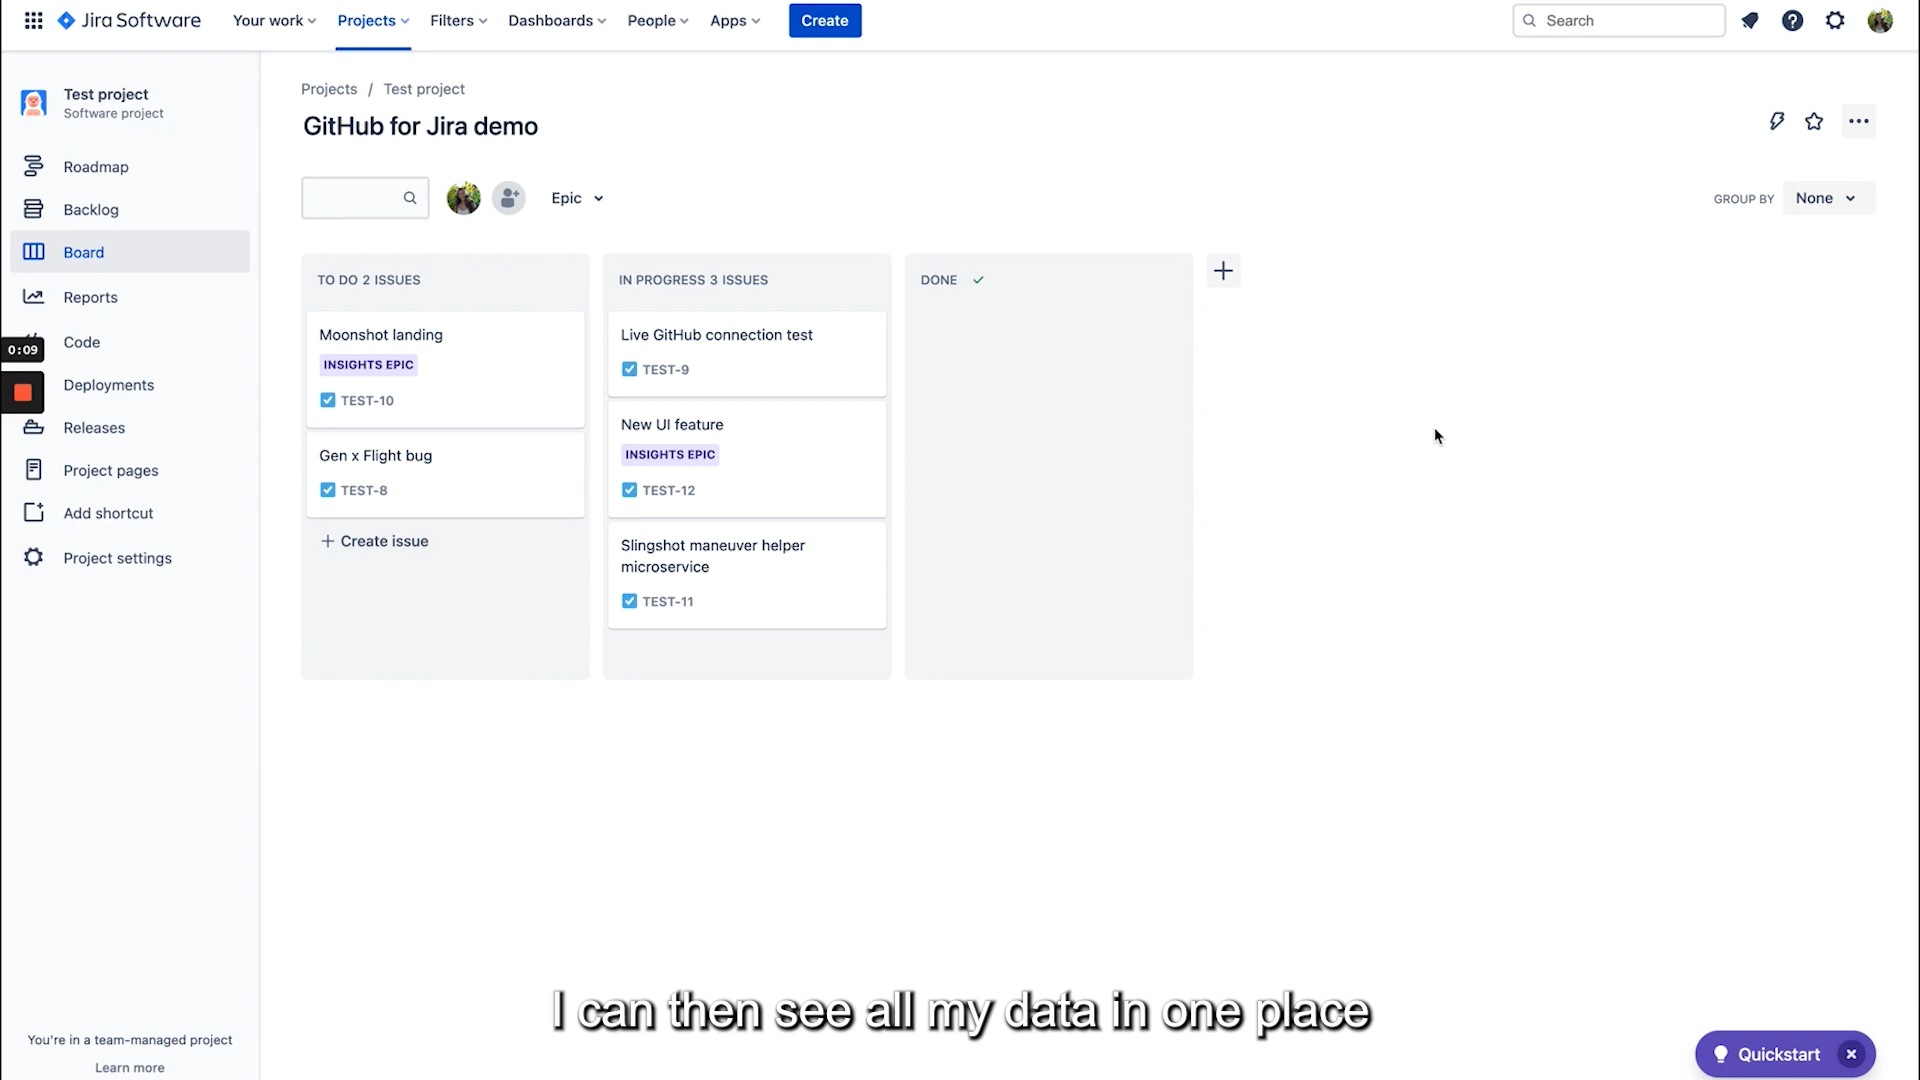 Jira Software
Your work
Projects
Filters
Dashboards
People
Apps
Create
Search
Test project
Software project
Roadmap
Backlog
Board
Reports
Code
0:09
Deployments
Releases
Project pages
Add shortcut
Project settings
You're in a team-managed project
Learn more
Projects / Test project
GitHub for Jira demo
Epic
GROUP BY
None
TO DO 2 ISSUES
Moonshot landing
INSIGHTS EPIC
TEST-10
Gen x Flight bug
TEST-8
Create issue
IN PROGRESS 3 ISSUES
Live GitHub connection test
TEST-9
New UI feature
INSIGHTS EPIC
TEST-12
Slingshot maneuver helper
microservice
TEST-11
DONE
I can then see all my data in one place
Quickstart